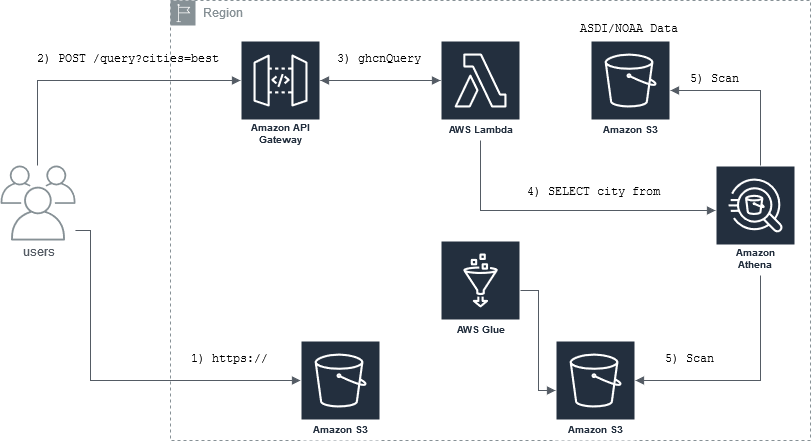 Region
ASDI/NOAA Data
2) POST /query?cities=best
3) ghcnQuery
5) Scan
Amazon API
Gateway
AWS Lambda
Amazon S3
4) SELECT city from
users
Amazon
Athena
AWS Glue
1) https://
5) Scan
Amazon S3
Amazon S3